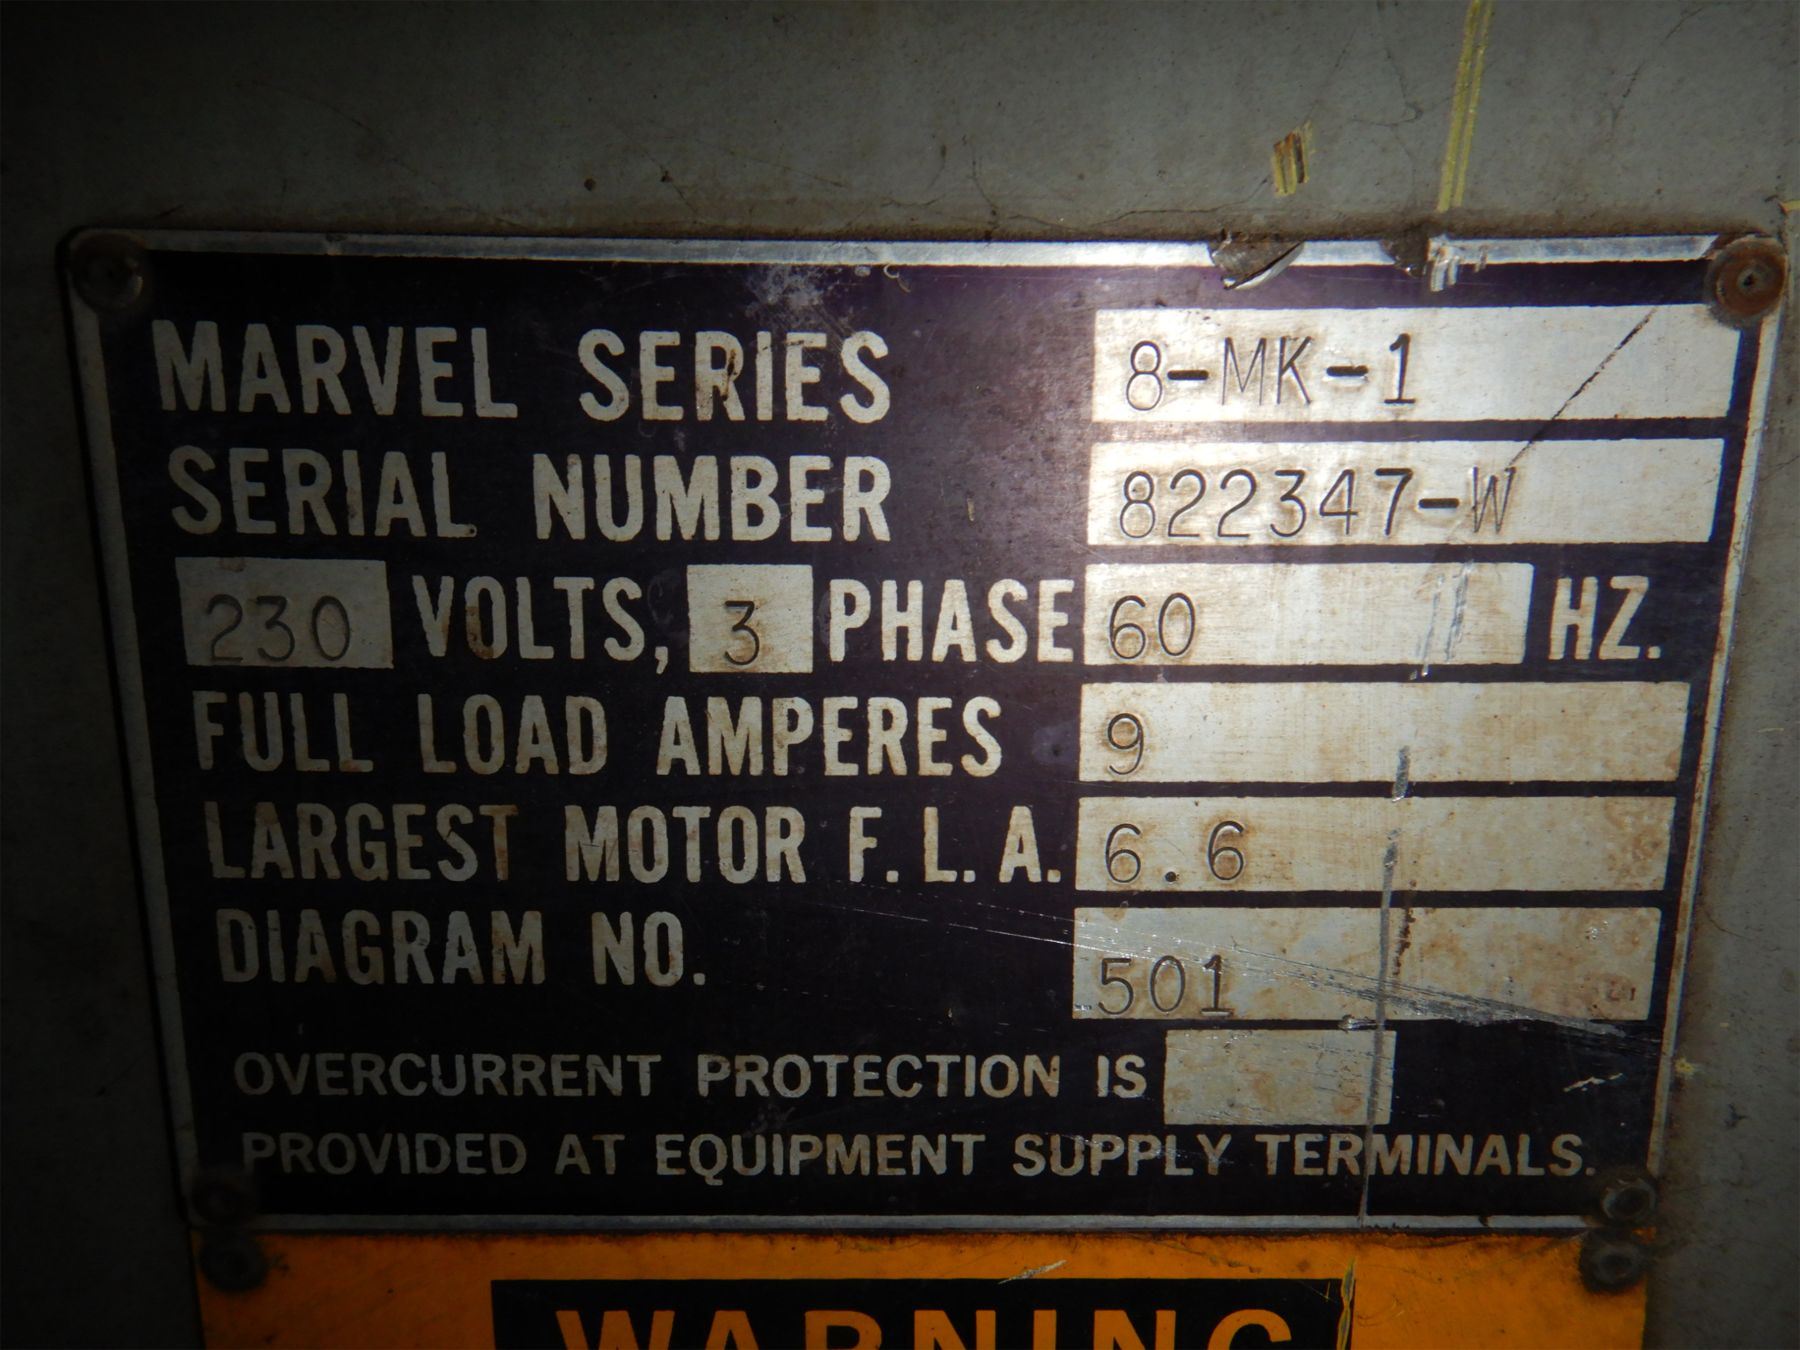 MARVEL SERIES 8-MK-1
SERIAL NUMBER 822347-W
230 VOLTS, 3 PHASE 60 HZ.
FULL LOAD AMPERES 9
LARGEST MOTOR F.L.A. 6.6
DIAGRAM NO. 501
OVERCURRENT PROTECTION IS
PROVIDED AT EQUIPMENT SUPPLY TERMINALS.
WARNING